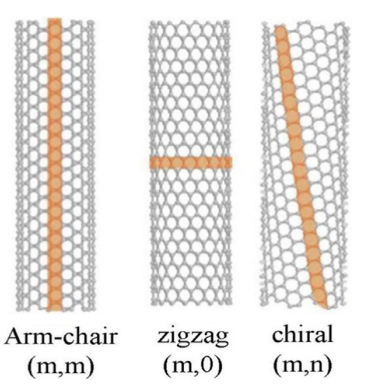 Arm-chair zigzag chiral
(m,m) (m,0) (m,n)